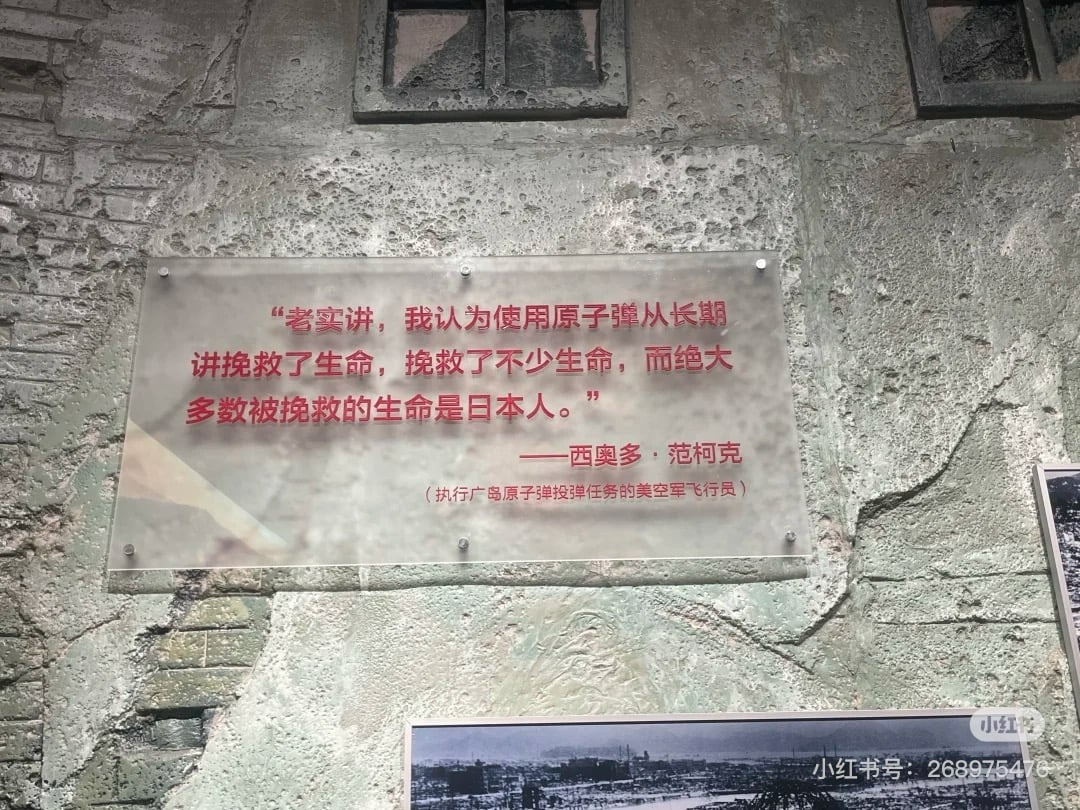 “老实讲，我认为使用原子弹从长期
讲挽救了生命，挽救了不少生命，而绝大
多数被挽救的生命是日本人。”
——西奥多·范柯克
（执行广岛原子弹投弹任务的美空军飞行员）
小红书
小红书号：268975476